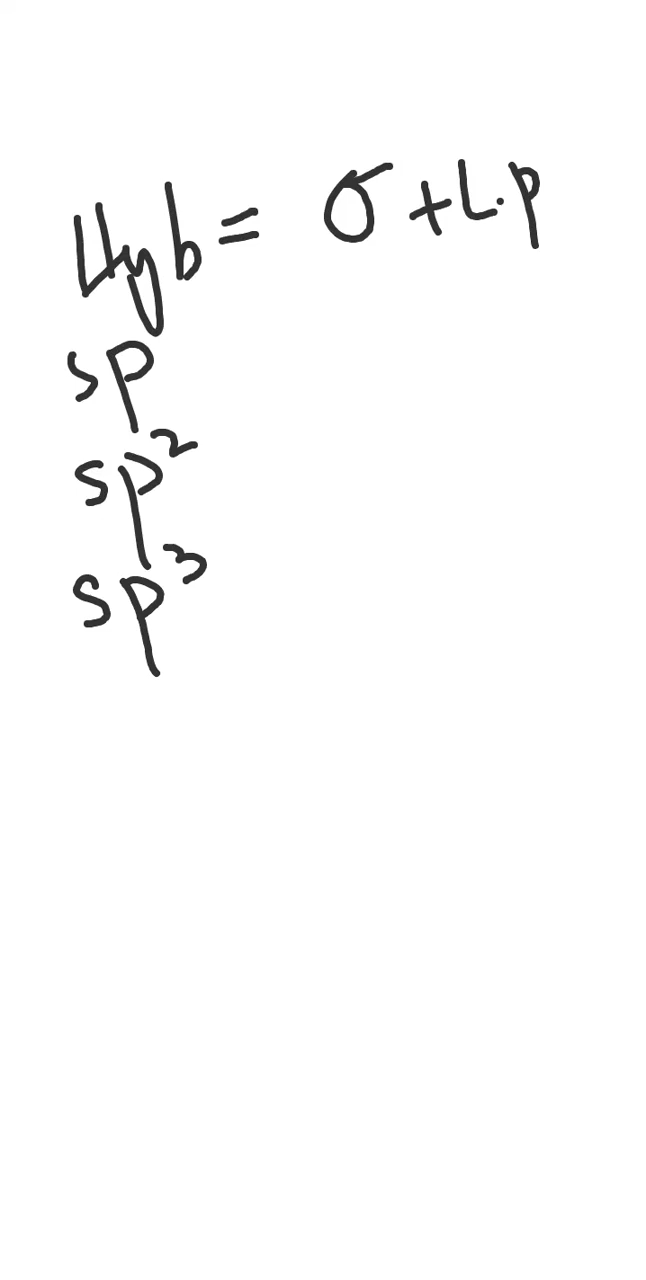 Hyb = σ + L.p
sp
sp²
sp³